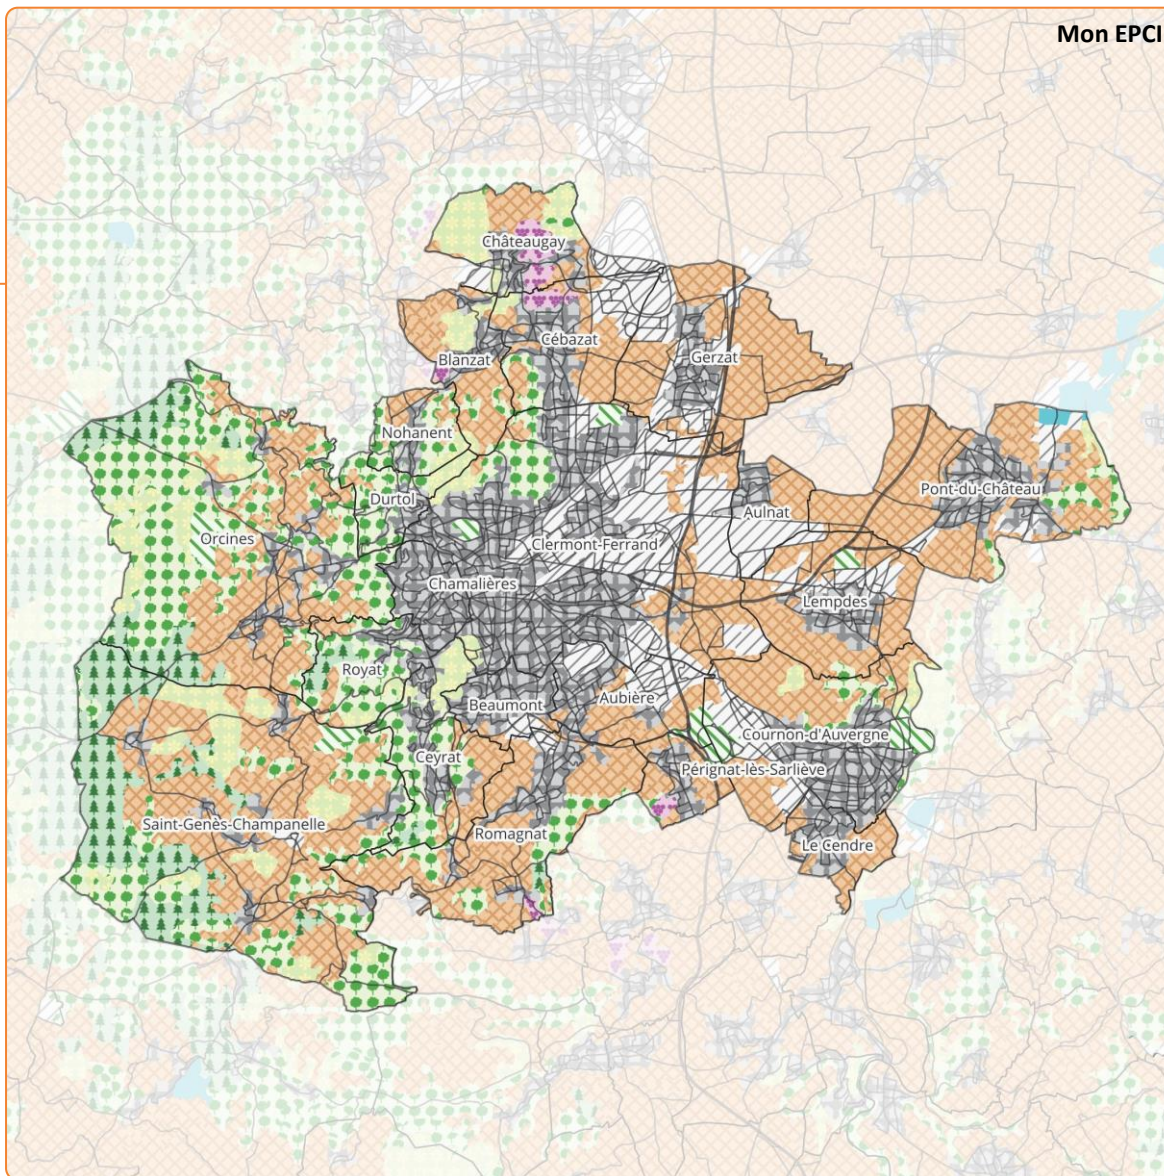 Mon EPCI
Châteaugay
Cébazat
Blanzat
Gerzat
Nohanent
Durtol
Pont-du-Château
Aulnat
Orcines
Clermont-Ferrand
Chamalières
Lempdes
Royat
Aubière
Beaumont
Cournon-d'Auvergne
Ceyrat
Pérignat-lès-Sarliève
Saint-Genès-Champanelle
Romagnat
Le Cendre